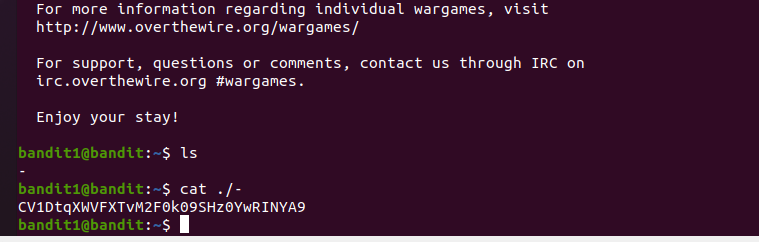 For more information regarding individual wargames, visit
http://www.overthewire.org/wargames/
For support, questions or comments, contact us through IRC on
irc.overthewire.org #wargames.
Enjoy your stay!
bandit1@bandit:~$ ls
-
bandit1@bandit:~$ cat ./-
CV1DtqXWVFXTvM2F0k09SHz0YwRINYA9
bandit1@bandit:~$